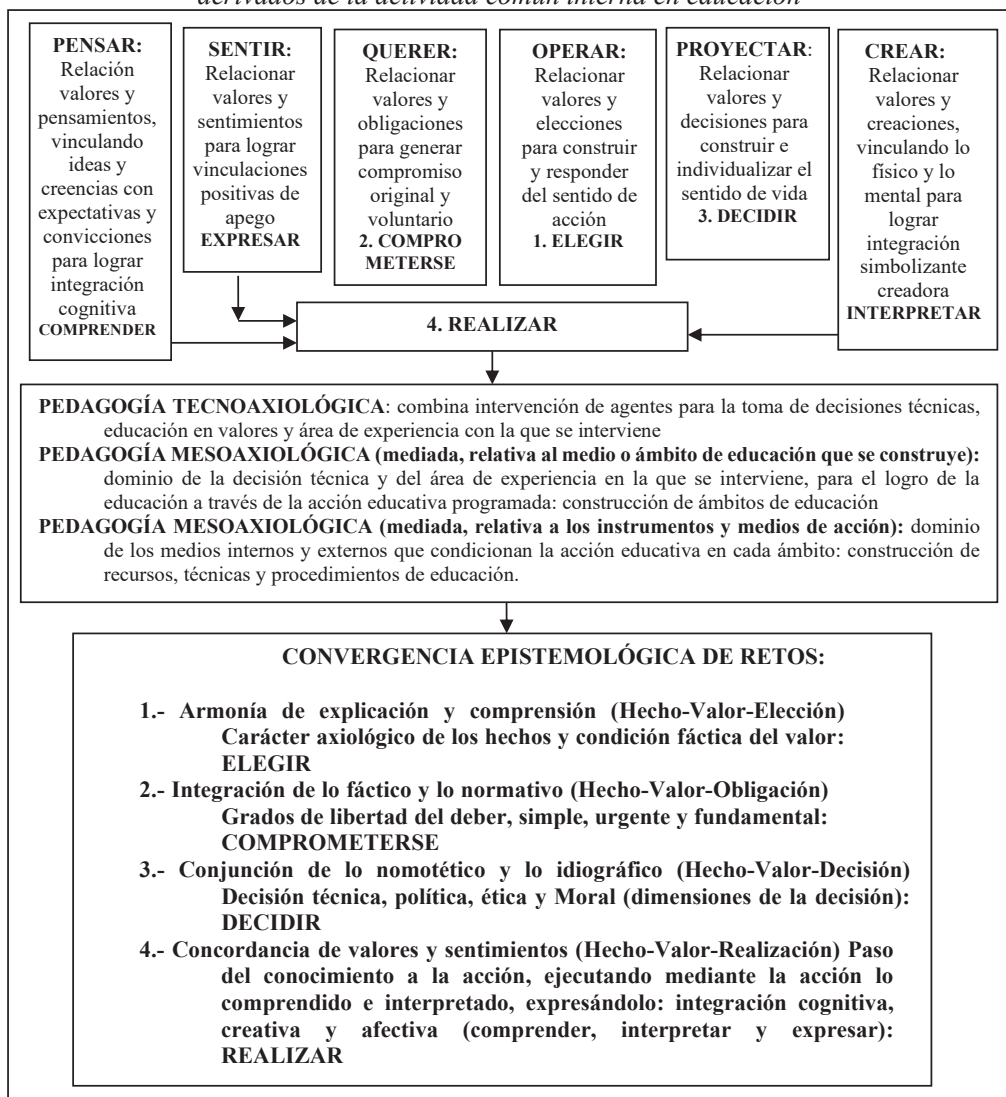 derivados de la actividad común interna en educación
PENSAR:
Relación
valores y
pensamientos,
vinculando
ideas y
creencias con
expectativas y
convicciones
para lograr
integración
cognitiva
COMPRENDER
SENTIR:
Relacionar
valores y
sentimientos
para lograr
vinculaciones
positivas de
apego
EXPRESAR
QUERER:
Relacionar
valores y
obligaciones
para generar
compromiso
original y
voluntario
2. COMPRO
METERSE
OPERAR:
Relacionar
valores y
elecciones
para construir
y responder
del sentido de
acción
1. ELEGIR
PROYECTAR:
Relacionar
valores y
decisiones para
construir e
individualizar el
sentido de vida
3. DECIDIR
CREAR:
Relacionar
valores y
creaciones,
vinculando lo
físico y lo
mental para
lograr
integración
simbolizante
creadora
INTERPRETAR
4. REALIZAR
PEDAGOGÍA TECNOAXIOLÓGICA: combina intervención de agentes para la toma de decisiones técnicas,
educación en valores y área de experiencia con la que se interviene
PEDAGOGÍA MESOAXIOLÓGICA (mediada, relativa al medio o ámbito de educación que se construye):
dominio de la decisión técnica y del área de experiencia en la que se interviene, para el logro de la
educación a través de la acción educativa programada: construcción de ámbitos de educación
PEDAGOGÍA MESOAXIOLÓGICA (mediada, relativa a los instrumentos y medios de acción): dominio
de los medios internos y externos que condicionan la acción educativa en cada ámbito: construcción de
recursos, técnicas y procedimientos de educación.
CONVERGENCIA EPISTEMOLÓGICA DE RETOS:
1.- Armonía de explicación y comprensión (Hecho-Valor-Elección)
Carácter axiológico de los hechos y condición fáctica del valor:
ELEGIR
2.- Integración de lo fáctico y lo normativo (Hecho-Valor-Obligación)
Grados de libertad del deber, simple, urgente y fundamental:
COMPROMETERSE
3.- Conjunción de lo nomotético y lo idiográfico (Hecho-Valor-Decisión)
Decisión técnica, política, ética y Moral (dimensiones de la decisión):
DECIDIR
4.- Concordancia de valores y sentimientos (Hecho-Valor-Realización) Paso
del conocimiento a la acción, ejecutando mediante la acción lo
comprendido e interpretado, expresándolo: integración cognitiva,
creativa y afectiva (comprender, interpretar y expresar):
REALIZAR